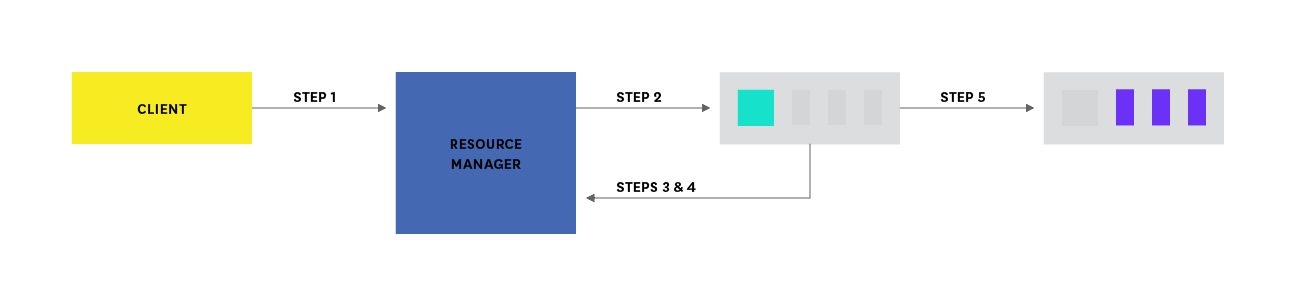 CLIENT
STEP 1
RESOURCE
MANAGER
STEP 2
STEPS 3 & 4
STEP 5